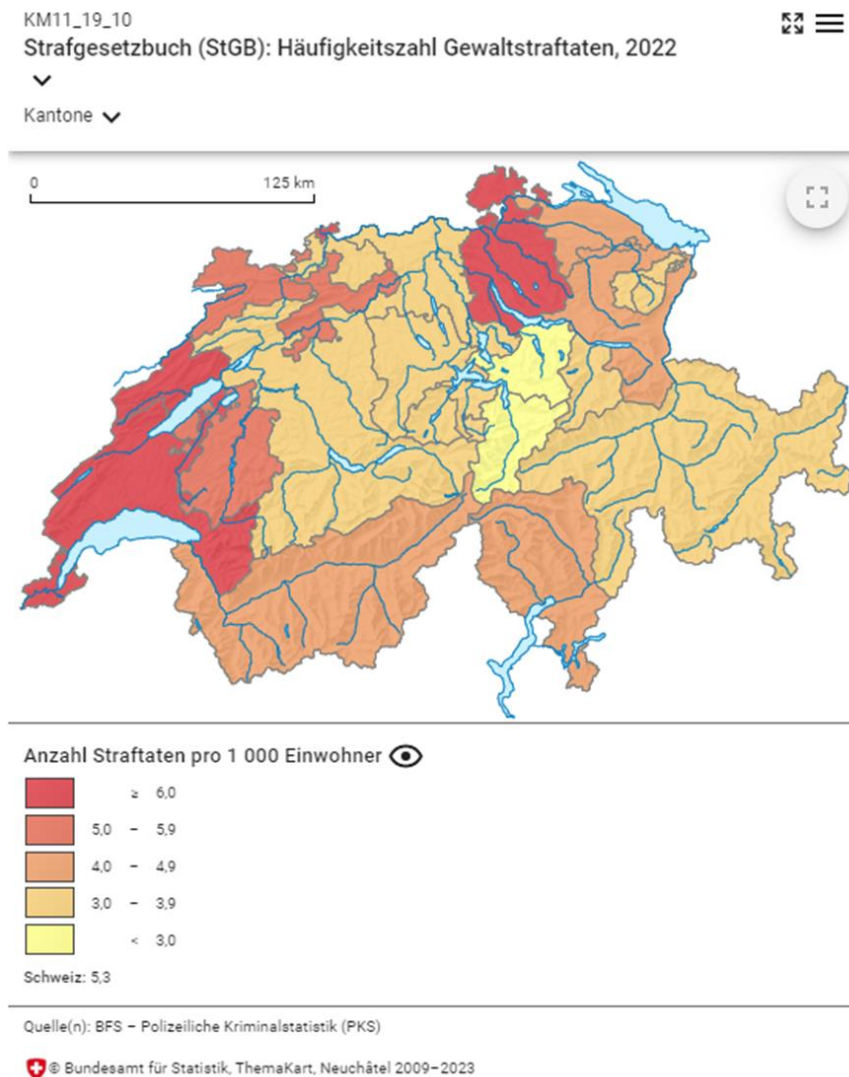 KM11_19_10
Strafgesetzbuch (StGB): Häufigkeitszahl Gewaltstraftaten, 2022
Kantone
0 125 km
Anzahl Straftaten pro 1 000 Einwohner
≥ 6,0
5,0 – 5,9
4,0 – 4,9
3,0 – 3,9
< 3,0
Schweiz: 5,3
Quelle(n): BFS – Polizeiliche Kriminalstatistik (PKS)
© Bundesamt für Statistik, ThemaKart, Neuchâtel 2009–2023